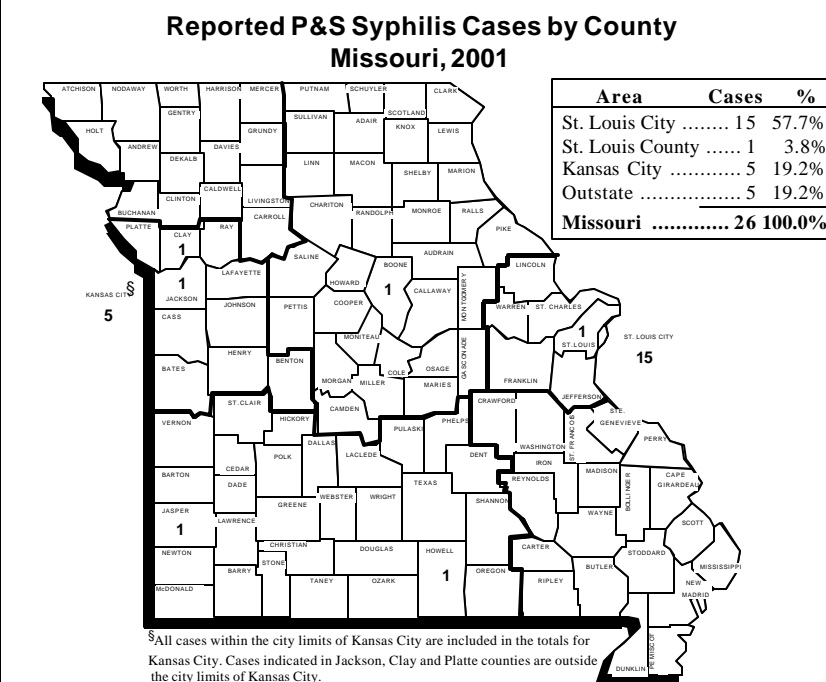 Reported P&S Syphilis Cases by County
Missouri, 2001
Area Cases %
St. Louis City ........ 15 57.7%
St. Louis County ...... 1 3.8%
Kansas City ............ 5 19.2%
Outstate ................ 5 19.2%
Missouri ............. 26 100.0%
ATCHISON NODAWAY WORTH HARRISON MERCER PUTNAM SCHUYLER CLARK
SCOTLAND
GENTRY SULLIVAN ADAIR
HOLT GRUNDY KNOX LEWIS
ANDREW DAVIES
DEKALB LINN MACON
SHELBY MARION
CALDWELL
CLINTON LIVINGSTON CHARITON
BUCHANAN CARROLL RANDOLPH MONROE RALLS
PLATTE CLAY RAY PIKE
1 SALINE AUDRAIN
LAFAYETTE BOONE LINCOLN
1 HOWARD 1 CALLAWAY MONTGOMERY
KANSAS CITY§ JACKSON COOPER
5 JOHNSON PETTIS WARREN ST. CHARLES
CASS 1
MONITEAU ST.LOUIS ST. LOUIS CITY
HENRY GASCONADE 15
BATES BENTON COLE OSAGE
MORGAN MILLER MARIES FRANKLIN
JEFFERSON
ST.CLAIR CAMDEN CRAWFORD
STE.
VERNON HICKORY PULASKI PHELPS GENEVIEVE
DALLAS WASHINGTON ST. FRANCOIS PERRY
POLK LACLEDE DENT
CEDAR IRON
BARTON TEXAS REYNOLDS MADISON BOLLINGER CAPE
DADE GIRARDEAU
WEBSTER WRIGHT SHANNON
JASPER GREENE WAYNE
LAWRENCE SCOTT
1
NEWTON CHRISTIAN DOUGLAS HOWELL CARTER STODDARD
STONE
BARRY OREGON BUTLER MISSISSIPPI
TANEY OZARK 1 RIPLEY NEW
McDONALD MADRID
PEMISCOT
DUNKLIN
§All cases within the city limits of Kansas City are included in the totals for
Kansas City. Cases indicated in Jackson, Clay and Platte counties are outside
the city limits of Kansas City.